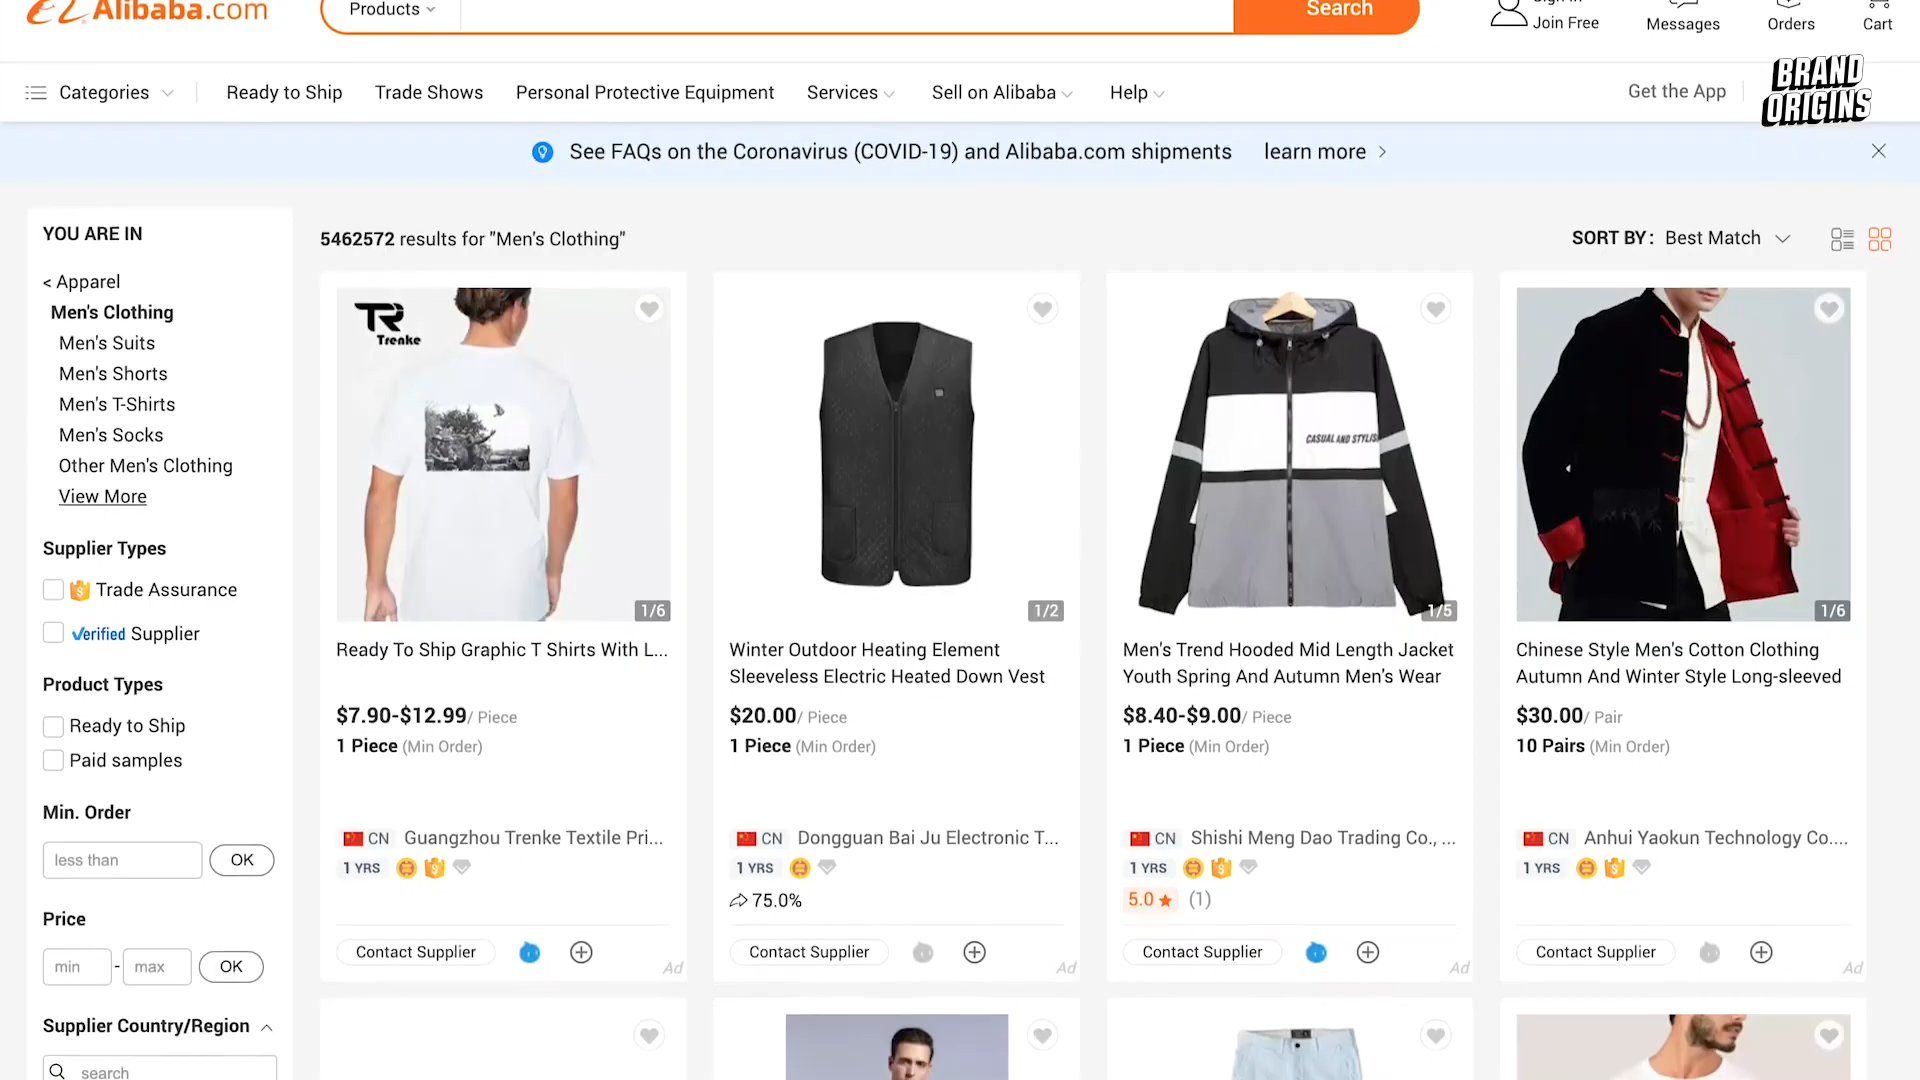 Alibaba.com
Products
Search
Join Free
Messages
Orders
Cart
Categories
Ready to Ship
Trade Shows
Personal Protective Equipment
Services
Sell on Alibaba
Help
Get the App
BRAND
ORIGINS
See FAQs on the Coronavirus (COVID-19) and Alibaba.com shipments learn more >
YOU ARE IN
< Apparel
Men's Clothing
Men's Suits
Men's Shorts
Men's T-Shirts
Men's Socks
Other Men's Clothing
View More
Supplier Types
Trade Assurance
Verified Supplier
Product Types
Ready to Ship
Paid samples
Min. Order
less than
OK
Price
min - max OK
Supplier Country/Region
search
5462572 results for "Men's Clothing"
SORT BY: Best Match
TR
Trenke
1/6
Ready To Ship Graphic T Shirts With L...
$7.90-$12.99/ Piece
1 Piece (Min Order)
CN Guangzhou Trenke Textile Pri...
1 YRS
Contact Supplier
Ad
1/2
Winter Outdoor Heating Element
Sleeveless Electric Heated Down Vest
$20.00/ Piece
1 Piece (Min Order)
CN Dongguan Bai Ju Electronic T...
1 YRS
75.0%
Contact Supplier
Ad
CASUAL AND STYLIS
1/5
Men's Trend Hooded Mid Length Jacket
Youth Spring And Autumn Men's Wear
$8.40-$9.00/ Piece
1 Piece (Min Order)
CN Shishi Meng Dao Trading Co., ...
1 YRS
5.0 ★ (1)
Contact Supplier
Ad
1/6
Chinese Style Men's Cotton Clothing
Autumn And Winter Style Long-sleeved
$30.00/ Pair
10 Pairs (Min Order)
CN Anhui Yaokun Technology Co....
1 YRS
Contact Supplier
Ad